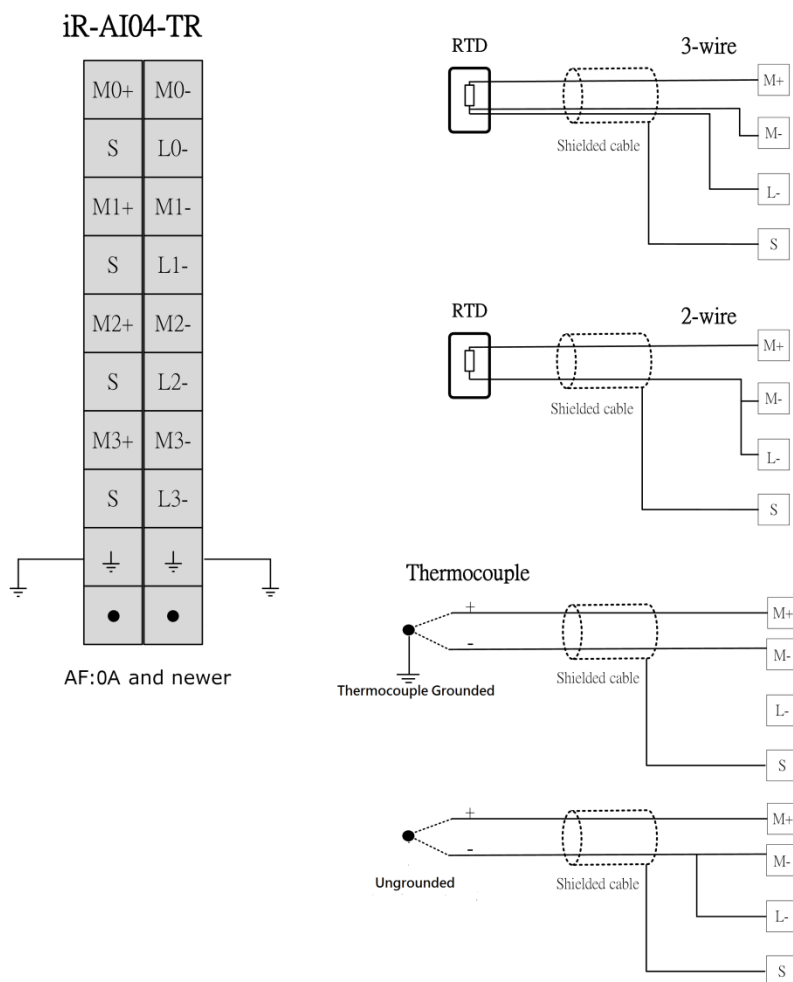 iR-AI04-TR
M0+ M0-
S L0-
M1+ M1-
S L1-
M2+ M2-
S L2-
M3+ M3-
S L3-
AF:0A and newer
RTD
3-wire
M+
M-
Shielded cable
L-
S
RTD
2-wire
M+
M-
Shielded cable
L-
S
Thermocouple
+
M+
-
M-
Shielded cable
Thermocouple Grounded
L-
S
+
M+
-
M-
Ungrounded
Shielded cable
L-
S